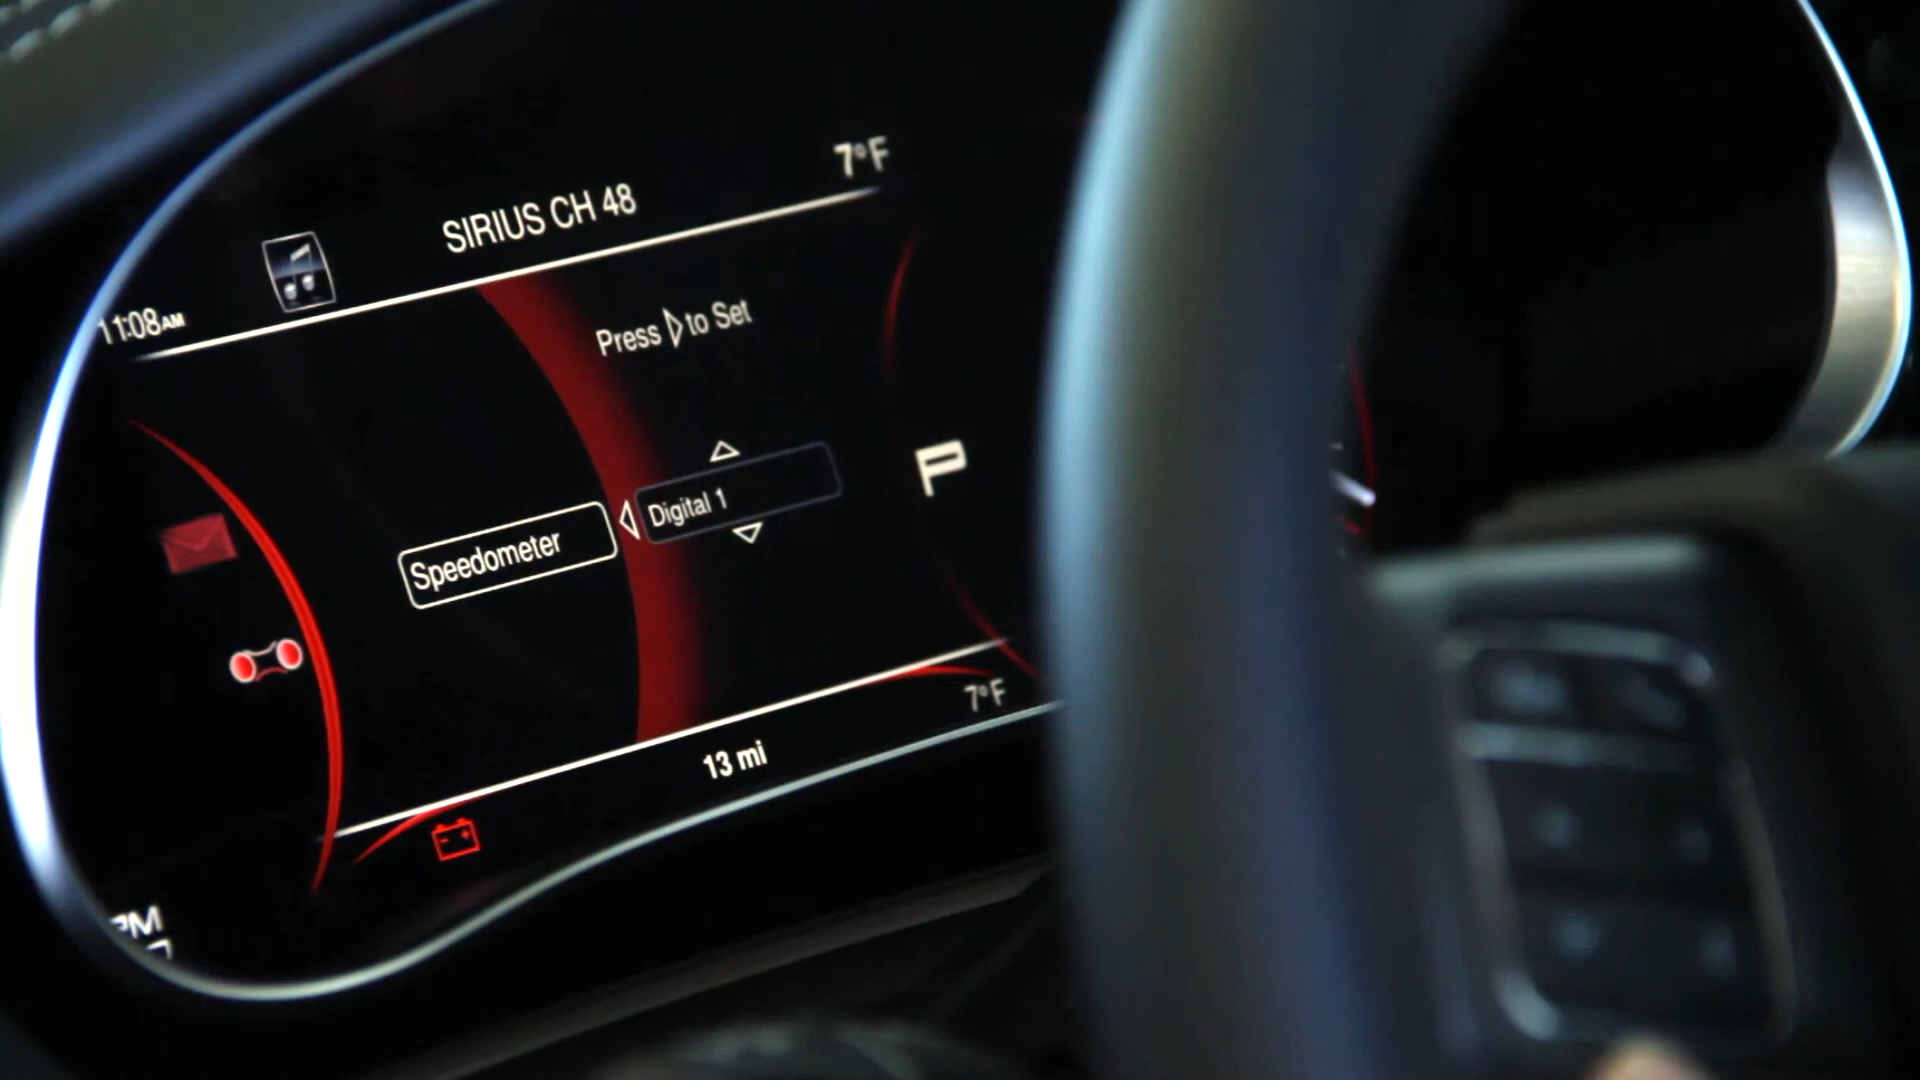 7°F
SIRIUS CH 48
11:08AM
Press ▷ to Set
Digital 1
P
Speedometer
7°F
13 mi